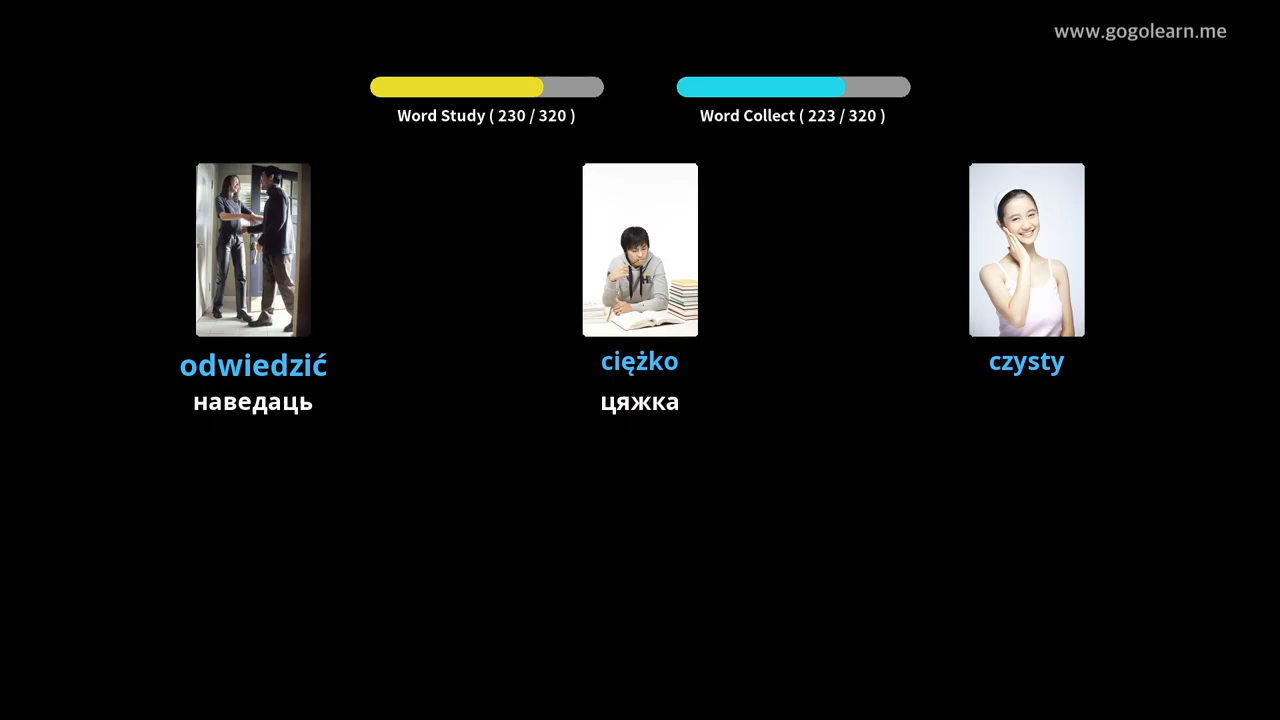 www.gogolearn.me
Word Study ( 230 / 320 )
Word Collect ( 223 / 320 )
odwiedzić
ciężko
czysty
наведаць
цяжка